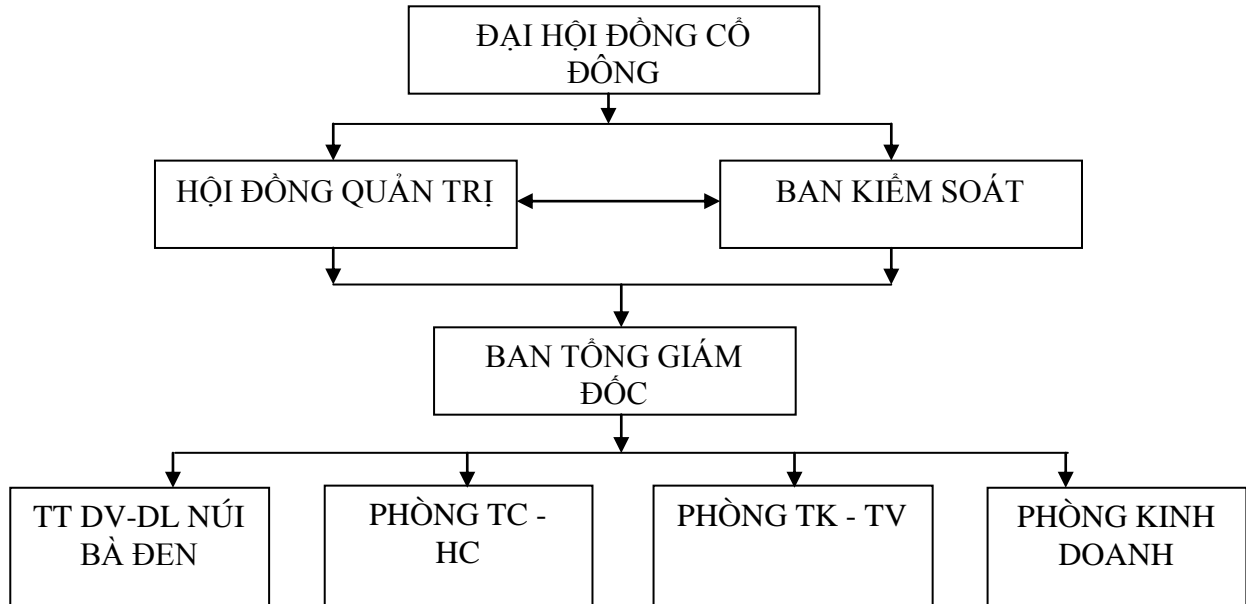 ĐẠI HỘI ĐỒNG CỔ
ĐÔNG
HỘI ĐỒNG QUẢN TRỊ
BAN KIỂM SOÁT
BAN TỔNG GIÁM
ĐỐC
TT DV-DL NÚI
BÀ ĐEN
PHÒNG TC -
HC
PHÒNG TK - TV
PHÒNG KINH
DOANH